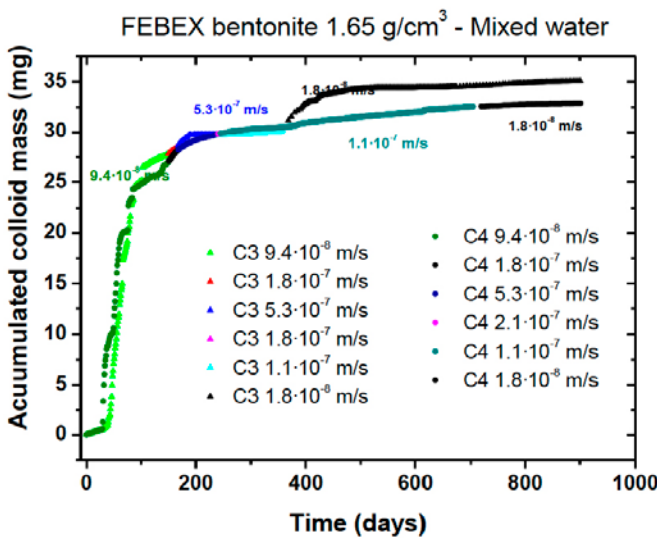 FEBEX bentonite 1.65 g/cm³ - Mixed water
Acuumulated colloid mass (mg)
35
30
25
20
15
10
5
0
1.8·10⁻⁸ m/s
5.3·10⁻⁷ m/s
9.4·10⁻⁸ m/s
1.1·10⁻⁷ m/s
1.8·10⁻⁸ m/s
C3 9.4·10⁻⁸ m/s
C3 1.8·10⁻⁷ m/s
C3 5.3·10⁻⁷ m/s
C3 1.8·10⁻⁷ m/s
C3 1.1·10⁻⁷ m/s
C3 1.8·10⁻⁸ m/s
C4 9.4·10⁻⁸ m/s
C4 1.8·10⁻⁷ m/s
C4 5.3·10⁻⁷ m/s
C4 2.1·10⁻⁷ m/s
C4 1.1·10⁻⁷ m/s
C4 1.8·10⁻⁸ m/s
0 200 400 600 800 1000
Time (days)